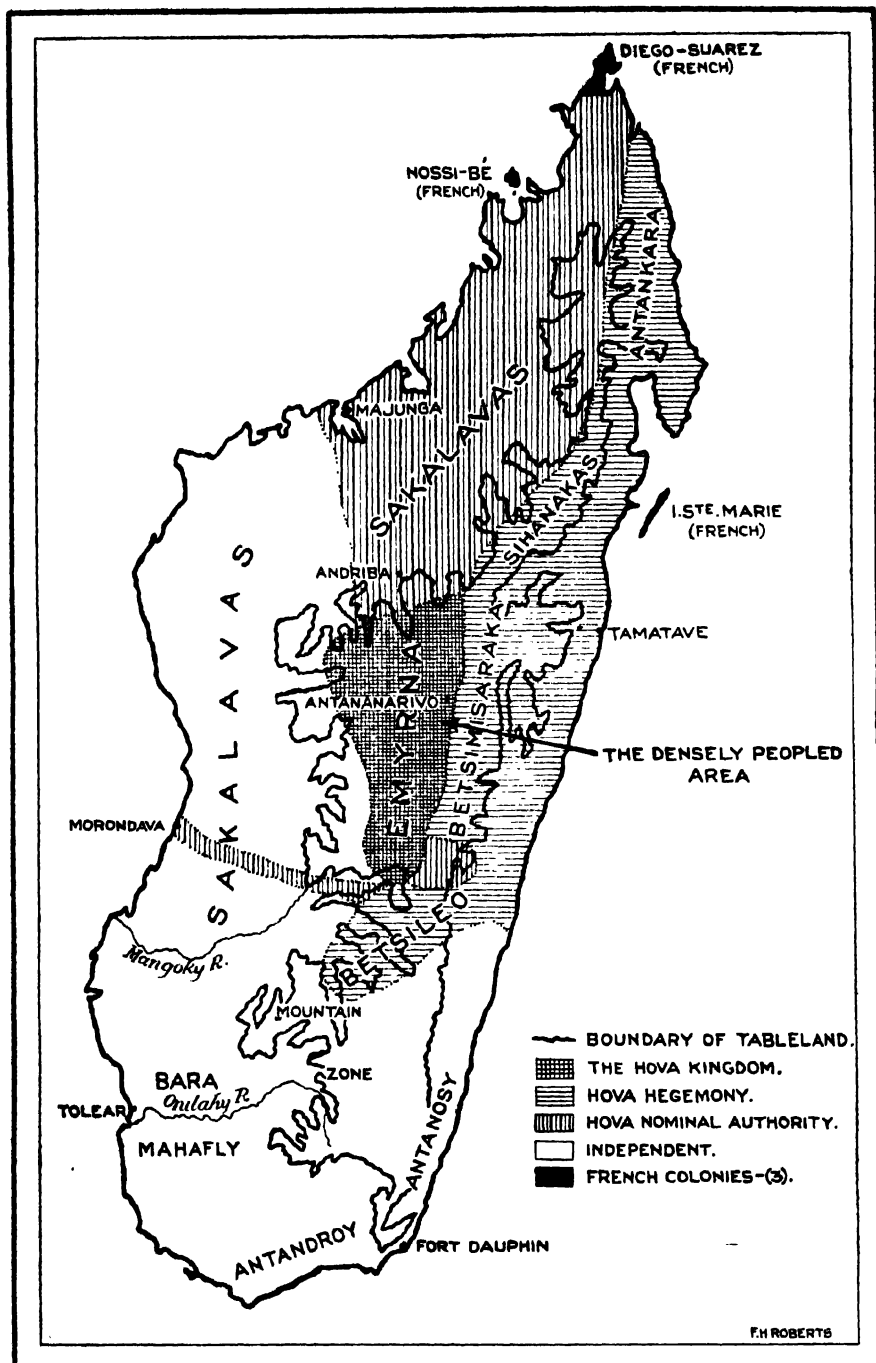 DIEGO-SUAREZ
(FRENCH)
NOSSI-BÉ
(FRENCH)
ANTANKARA
MAJUNGA
SAKALAVAS
SIHANAKAS
I. STE. MARIE
(FRENCH)
ANDRIBA
SAKALAVAS
EMYRNA
BETSIMISARAKA
TAMATAVE
ANTANANARIVO
THE DENSELY PEOPLED
AREA
MORONDAVA
BETSILEO
Mangoky R.
MOUNTAIN
ZONE
BARA
Onilahy R.
TOLEAR
MAHAFLY
ANTANOSY
ANTANDROY
FORT DAUPHIN
BOUNDARY OF TABLELAND.
THE HOVA KINGDOM.
HOVA HEGEMONY.
HOVA NOMINAL AUTHORITY.
INDEPENDENT.
FRENCH COLONIES-(3).
F.H ROBERTS